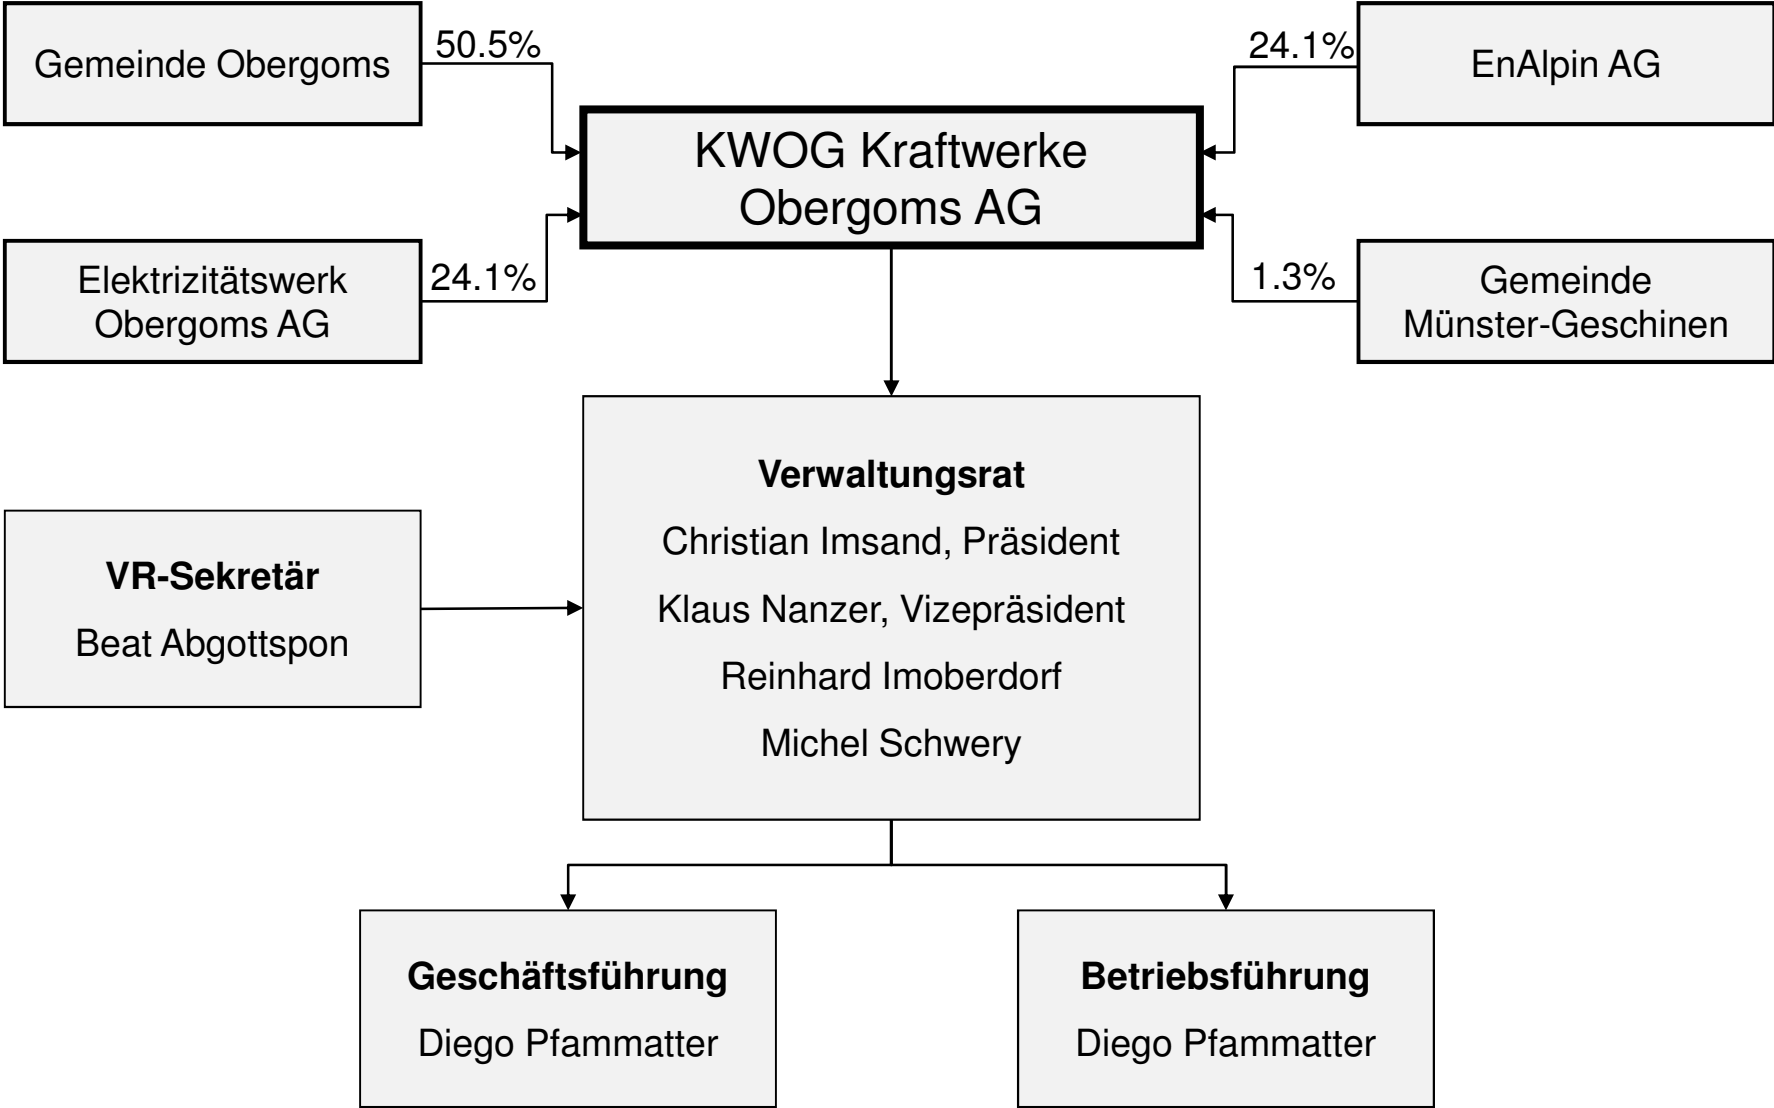 Gemeinde Obergoms
50.5%
24.1%
EnAlpin AG
KWOG Kraftwerke
Obergoms AG
Elektrizitätswerk
Obergoms AG
24.1%
1.3%
Gemeinde
Münster-Geschinen
Verwaltungsrat
Christian Imsand, Präsident
Klaus Nanzer, Vizepräsident
Reinhard Imoberdorf
Michel Schwery
VR-Sekretär
Beat Abgottspon
Geschäftsführung
Diego Pfammatter
Betriebsführung
Diego Pfammatter